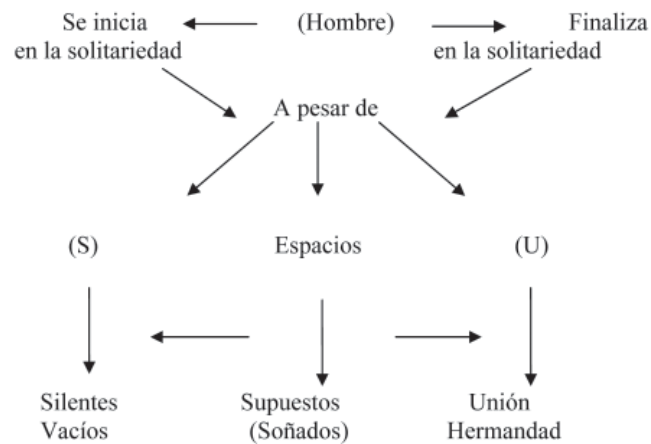 Se inicia (Hombre) Finaliza
en la solitariedad en la solitariedad
A pesar de
(S) Espacios (U)
Silentes Supuestos Unión
Vacíos (Soñados) Hermandad